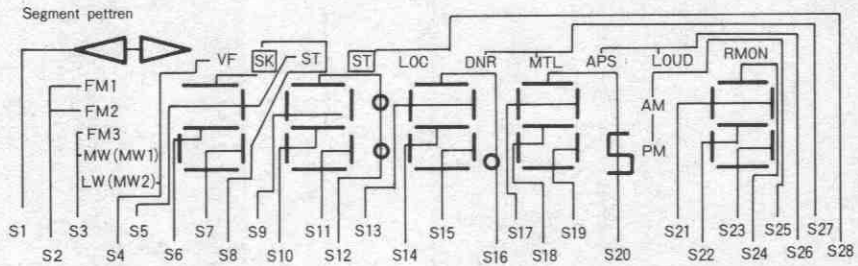 Segment pettren
VF SK ST ST LOC DNR MTL APS LOUD RMON
FM1
FM2
FM3
MW(MW1)
LW(MW2)
AM
PM
S1 S3 S5 S7 S9 S11 S13 S15 S17 S19 S21 S23 S25 S27
S2 S4 S6 S8 S10 S12 S14 S16 S18 S20 S22 S24 S26 S28